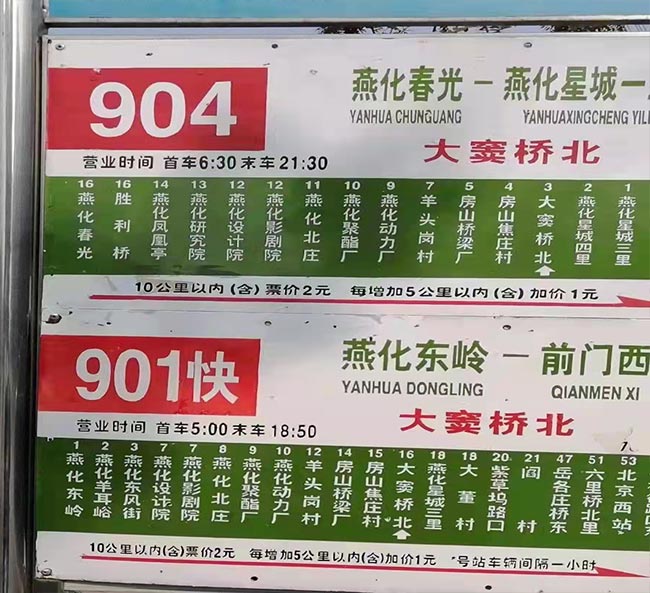 904
燕化春光 — 燕化星城一
YANHUA CHUNGUANG YANHUAXINGCHENG YILI
营业时间 首车6:30 末车21:30
大窦桥北
16 16 14 13 12 12 11 10 9 7 5 4 3 2 1
燕化春光 胜利桥 燕化凤凰亭 燕化研究院 燕化设计院 燕化影剧院 燕化北庄 燕化聚酯厂 燕化动力厂 羊头岗村 房山桥梁厂 房山焦庄村 大窦桥北 燕化星城四里 燕化星城三里
10公里以内(含)票价2元 每增加5公里以内(含)加价1元
901快
燕化东岭 — 前门西
YANHUA DONGLING QIANMEN XI
营业时间 首车5:00 末车18:50
大窦桥北
1 2 3 7 7 8 9 10 12 14 15 16 18 18 20 21 47 51 53
燕化东岭 燕化羊耳峪 燕化东风街 燕化设计院 燕化影剧院 燕化北庄 燕化聚酯厂 燕化动力厂 羊头岗村 房山桥梁厂 房山焦庄村 大窦桥北 燕化星城三里 大董村 紫草坞路口 阎村 岳各庄桥东 六里桥北里 北京西站
10公里以内(含)票价2元 每增加5公里以内(含)加价1元 号站车辆间隔一小时